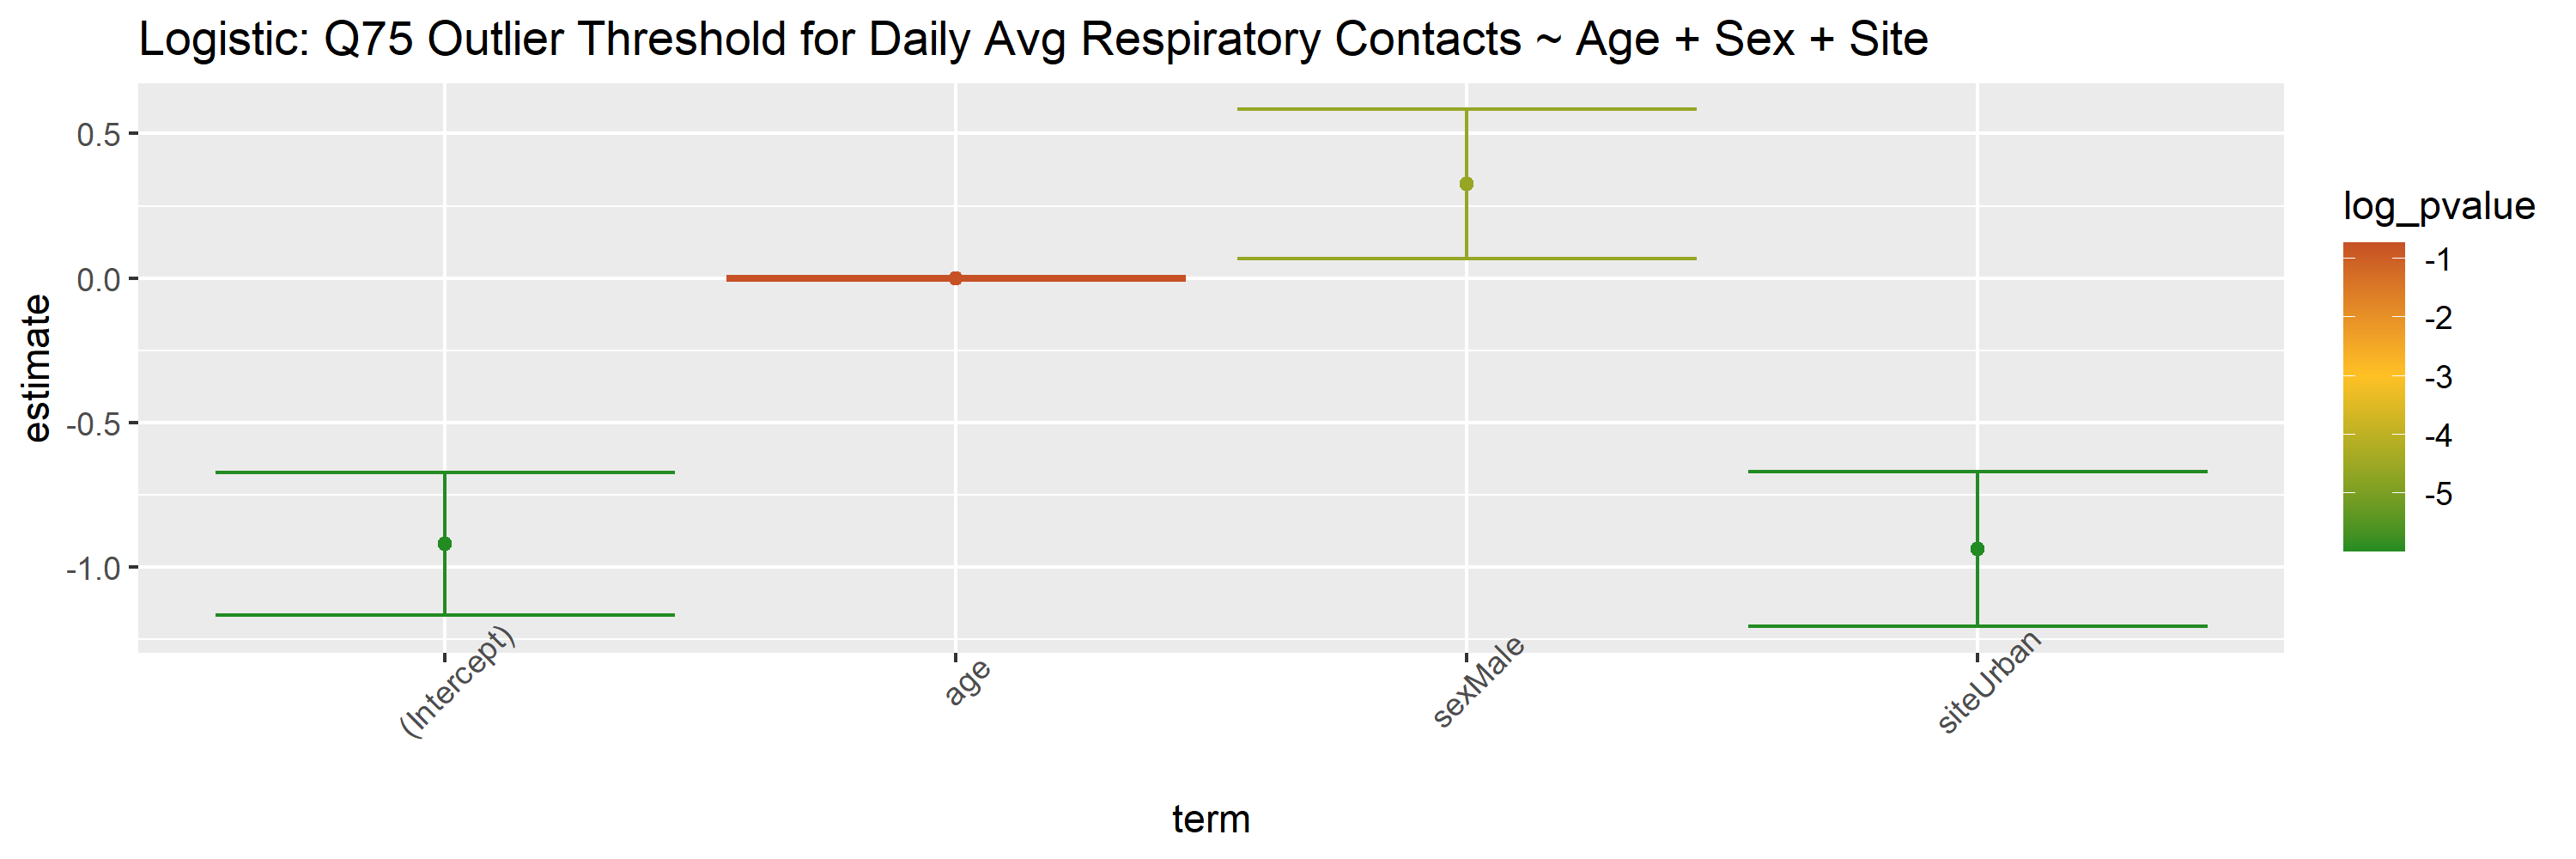 Logistic: Q75 Outlier Threshold for Daily Avg Respiratory Contacts ~ Age + Sex + Site
estimate
0.5
0.0
-0.5
-1.0
(Intercept)
age
sexMale
siteUrban
term
log_pvalue
-1
-2
-3
-4
-5